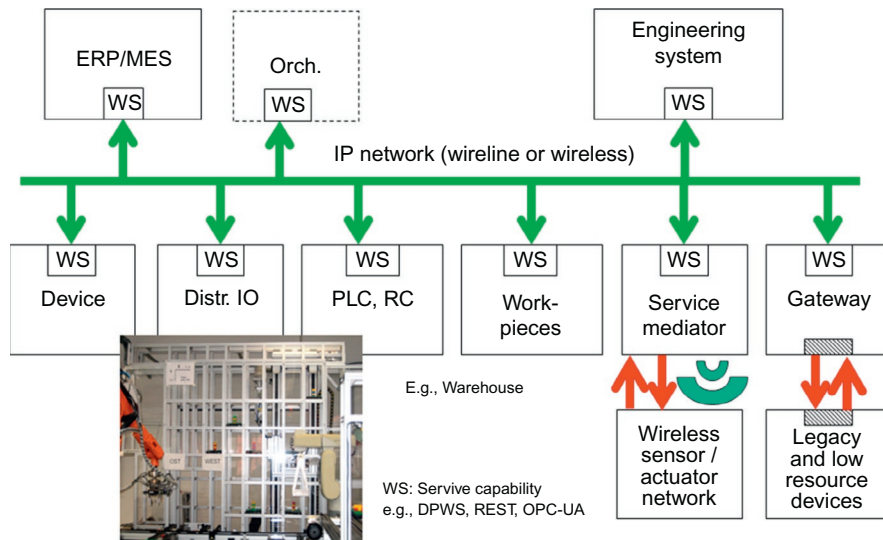 ERP/MES
WS
Orch.
WS
Engineering
system
WS
IP network (wireline or wireless)
WS
Device
WS
Distr. IO
WS
PLC, RC
WS
Work-
pieces
WS
Service
mediator
WS
Gateway
E.g., Warehouse
OST
WEST
Wireless
sensor /
actuator
network
Legacy
and low
resource
devices
WS: Servive capability
e.g., DPWS, REST, OPC-UA